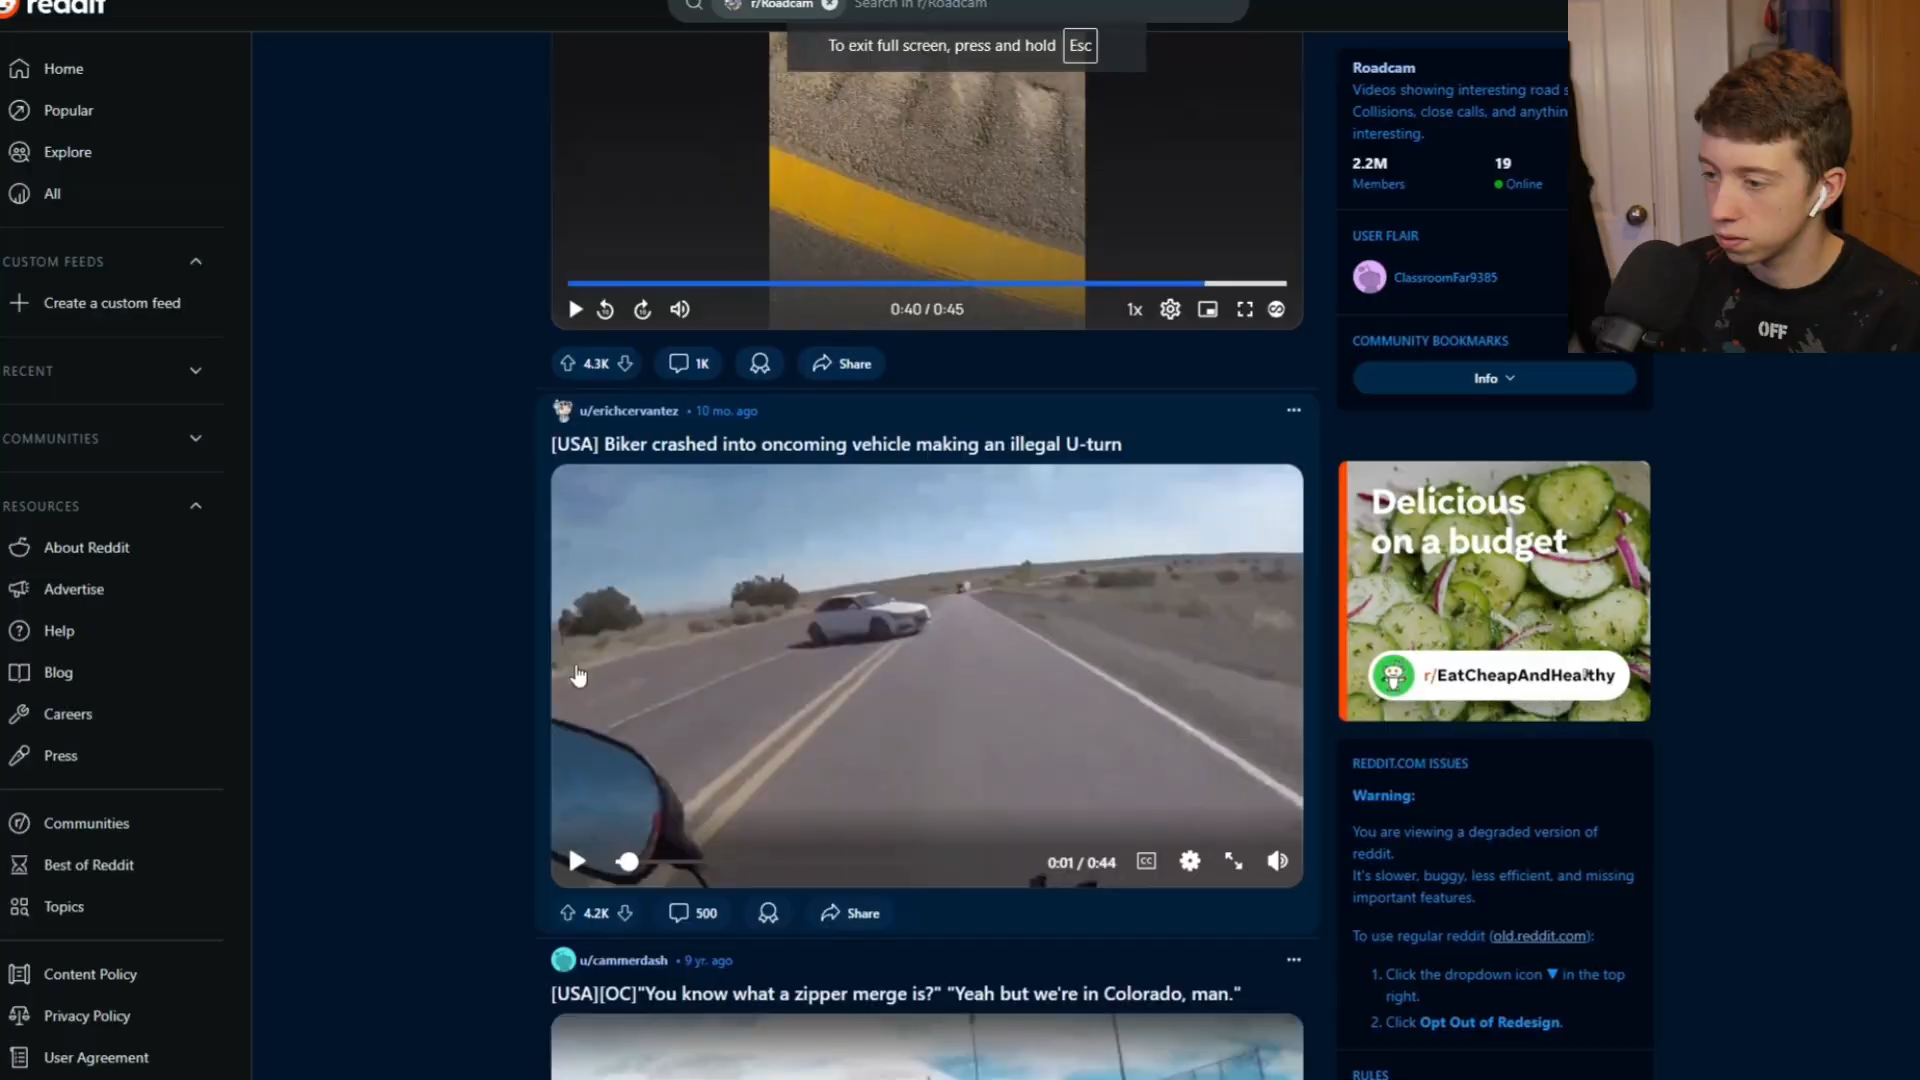 reddit
r/Roadcam
Search in r/Roadcam
To exit full screen, press and hold Esc
Home
Popular
Explore
All
CUSTOM FEEDS
Create a custom feed
RECENT
COMMUNITIES
RESOURCES
About Reddit
Advertise
Help
Blog
Careers
Press
Communities
Best of Reddit
Topics
Content Policy
Privacy Policy
User Agreement
0:40 / 0:45
1x
4.3K
1K
Share
u/erichcervantez • 10 mo. ago
[USA] Biker crashed into oncoming vehicle making an illegal U-turn
0:01 / 0:44
CC
4.2K
500
Share
u/cammerdash • 9 yr. ago
[USA][OC]"You know what a zipper merge is?" "Yeah but we're in Colorado, man."
Roadcam
Videos showing interesting road
Collisions, close calls, and anythin
interesting.
2.2M
Members
19
Online
USER FLAIR
ClassroomFar9385
COMMUNITY BOOKMARKS
Info
OFF
Delicious
on a budget
r/EatCheapAndHealthy
REDDIT.COM ISSUES
Warning:
You are viewing a degraded version of
reddit.
It's slower, buggy, less efficient, and missing
important features.
To use regular reddit (old.reddit.com):
1. Click the dropdown icon ▼ in the top
right.
2. Click Opt Out of Redesign.
RULES